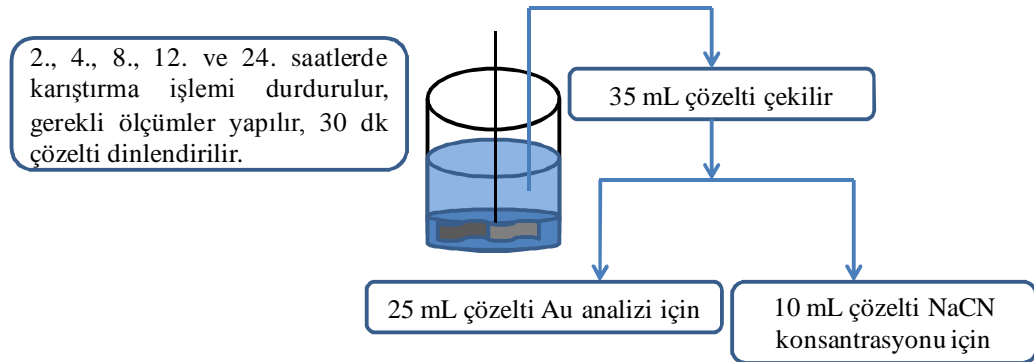 2., 4., 8., 12. ve 24. saatlerde
karıştırma işlemi durdurulur,
gerekli ölçümler yapılır, 30 dk
çözelti dinlendirilir.
35 mL çözelti çekilir
25 mL çözelti Au analizi için
10 mL çözelti NaCN
konsantrasyonu için